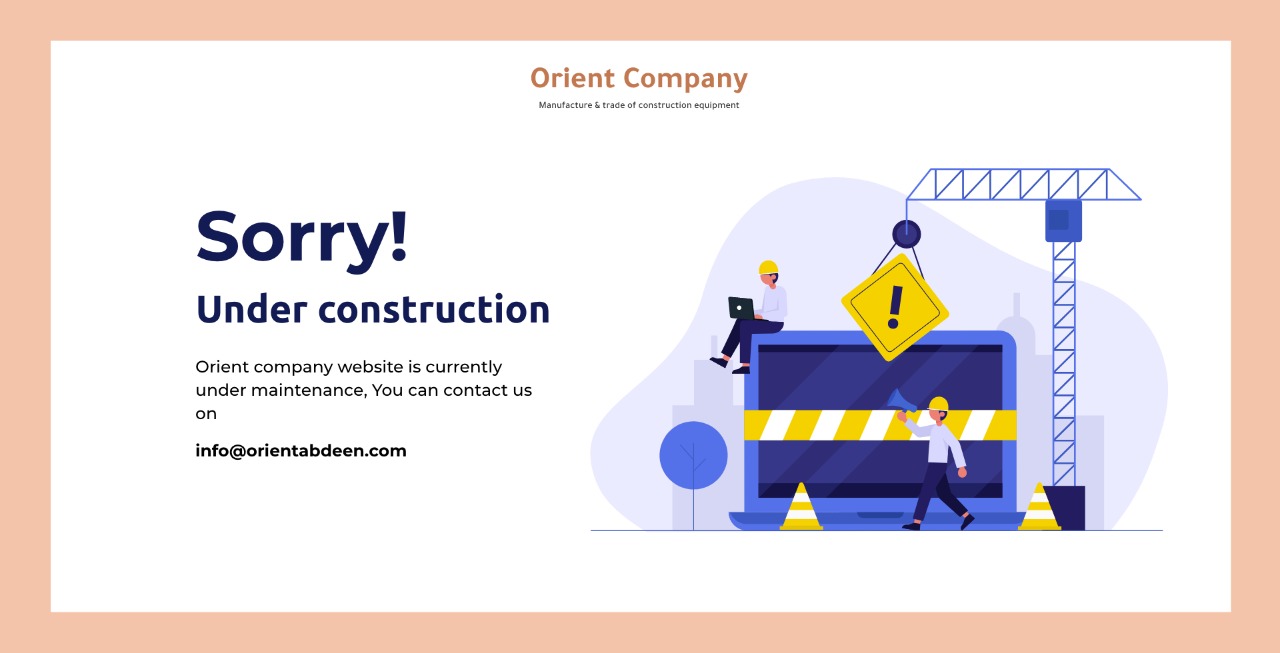 Orient Company
Manufacture & trade of construction equipment
Sorry!
Under construction
Orient company website is currently
under maintenance, You can contact us
on
info@orientabdeen.com
!